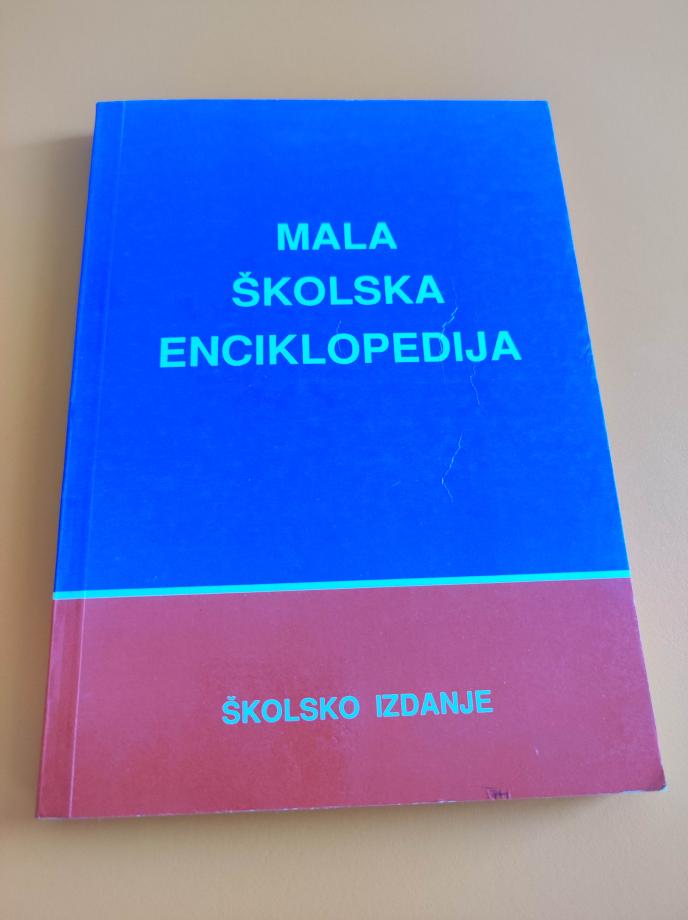 MALA
ŠKOLSKA
ENCIKLOPEDIJA
ŠKOLSKO IZDANJE